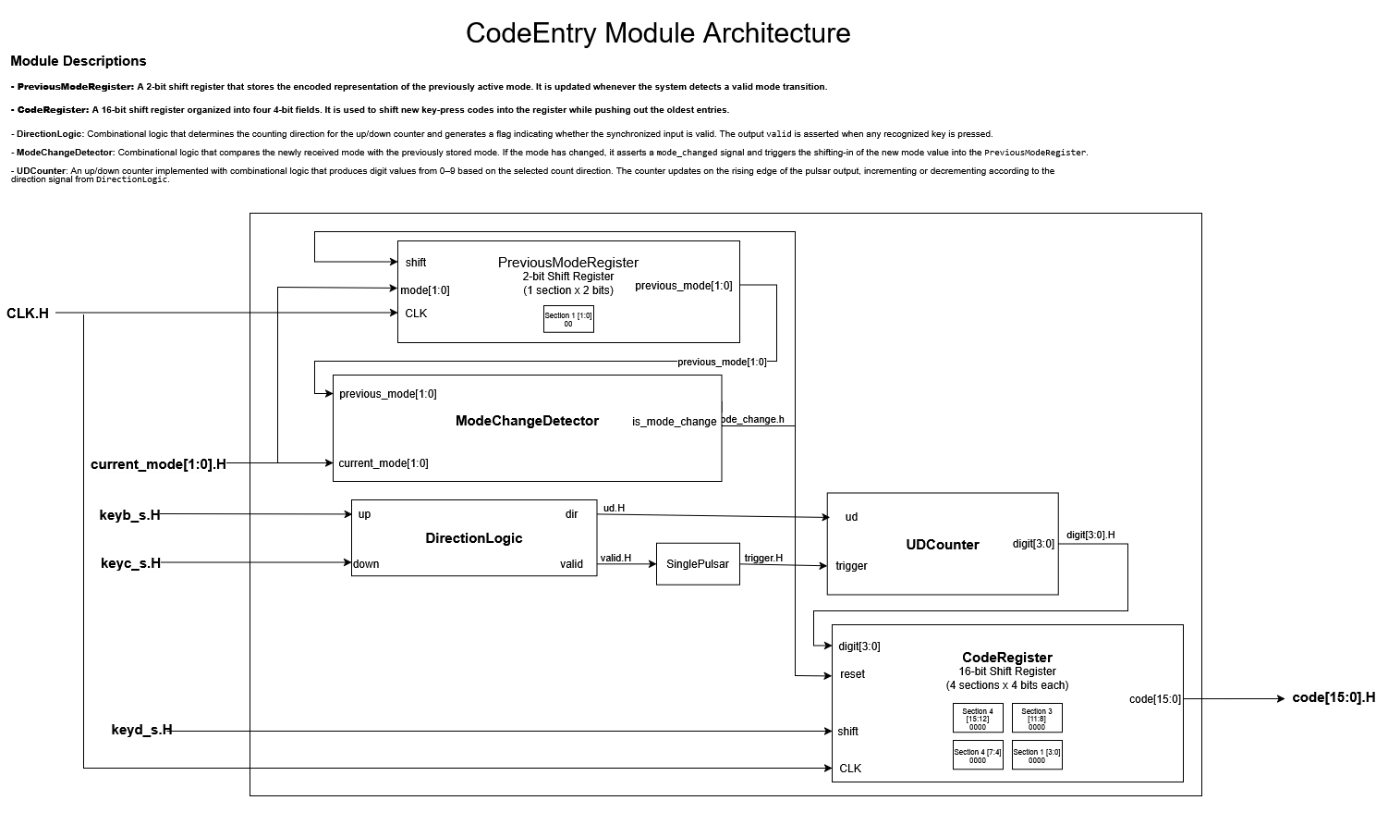 CodeEntry Module Architecture
Module Descriptions
- PreviousModeRegister: A 2-bit shift register that stores the encoded representation of the previously active mode. It is updated whenever the system detects a valid mode transition.
- CodeRegister: A 16-bit shift register organized into four 4-bit fields. It is used to shift new key-press codes into the register while pushing out the oldest entries.
- DirectionLogic: Combinational logic that determines the counting direction for the up/down counter and generates a flag indicating whether the synchronized input is valid. The output valid is asserted when any recognized key is pressed.
- ModeChangeDetector: Combinational logic that compares the newly received mode with the previously stored mode. If the mode has changed, it asserts a mode_changed signal and triggers the shifting-in of the new mode value into the PreviousModeRegister.
- UDCounter: An up/down counter implemented with combinational logic that produces digit values from 0–9 based on the selected count direction. The counter updates on the rising edge of the pulsar output, incrementing or decrementing according to the
direction signal from DirectionLogic.
shift
PreviousModeRegister
2-bit Shift Register
(1 section x 2 bits)
previous_mode[1:0]
mode[1:0]
CLK
Section 1 [1:0]
00
CLK.H
previous_mode[1:0]
previous_mode[1:0]
ModeChangeDetector
is_mode_change
ode_change.h
current_mode[1:0].H
current_mode[1:0]
keyb_s.H
up
dir
ud.H
DirectionLogic
keyc_s.H
down
valid
valid.H
SinglePulsar
trigger.H
ud
UDCounter
digit[3:0]
digit[3:0].H
trigger
digit[3:0]
CodeRegister
16-bit Shift Register
(4 sections x 4 bits each)
reset
code[15:0]
code[15:0].H
Section 4
[15:12]
0000
Section 3
[11:8]
0000
keyd_s.H
shift
Section 4 [7:4]
0000
Section 1 [3:0]
0000
CLK